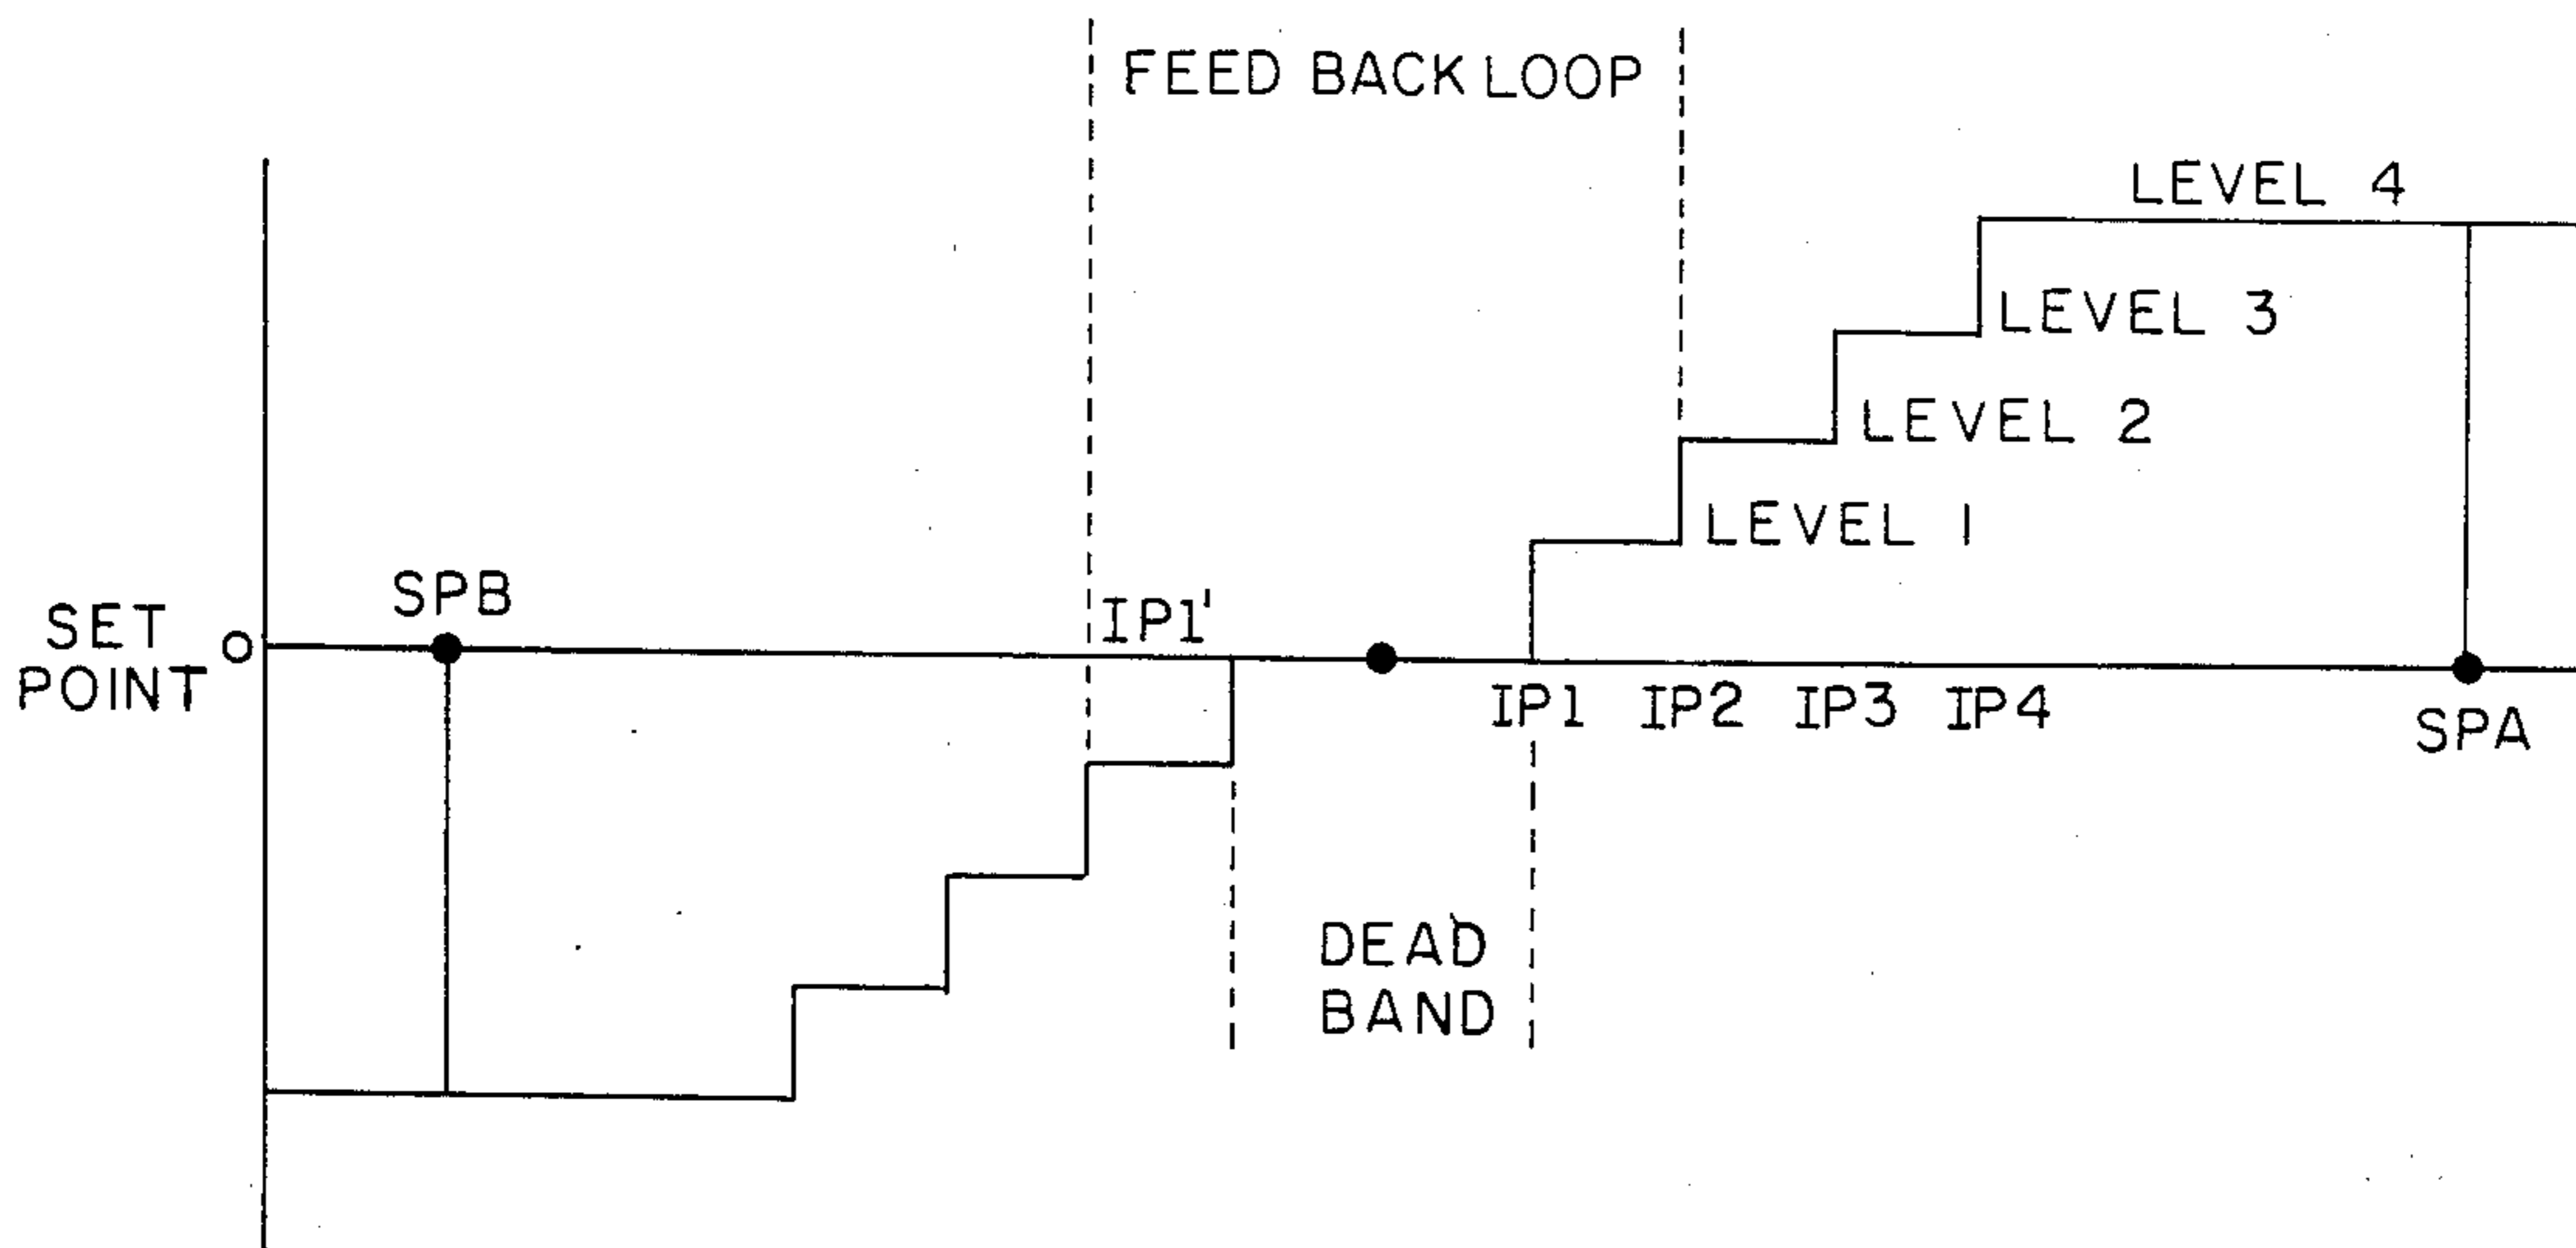 FEED BACK LOOP
LEVEL 4
LEVEL 3
LEVEL 2
LEVEL 1
SPB
IP1'
SET
POINT
O
IP1 IP2 IP3 IP4
SPA
DEAD
BAND